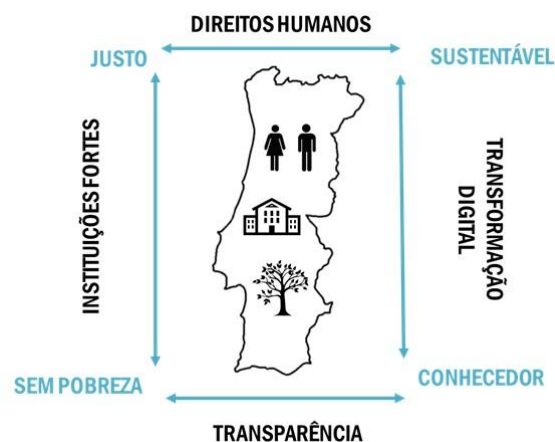 DIREITOS HUMANOS
JUSTO
SUSTENTÁVEL
INSTITUIÇÕES FORTES
TRANSFORMAÇÃO
DIGITAL
SEM POBREZA
CONHECEDOR
TRANSPARÊNCIA